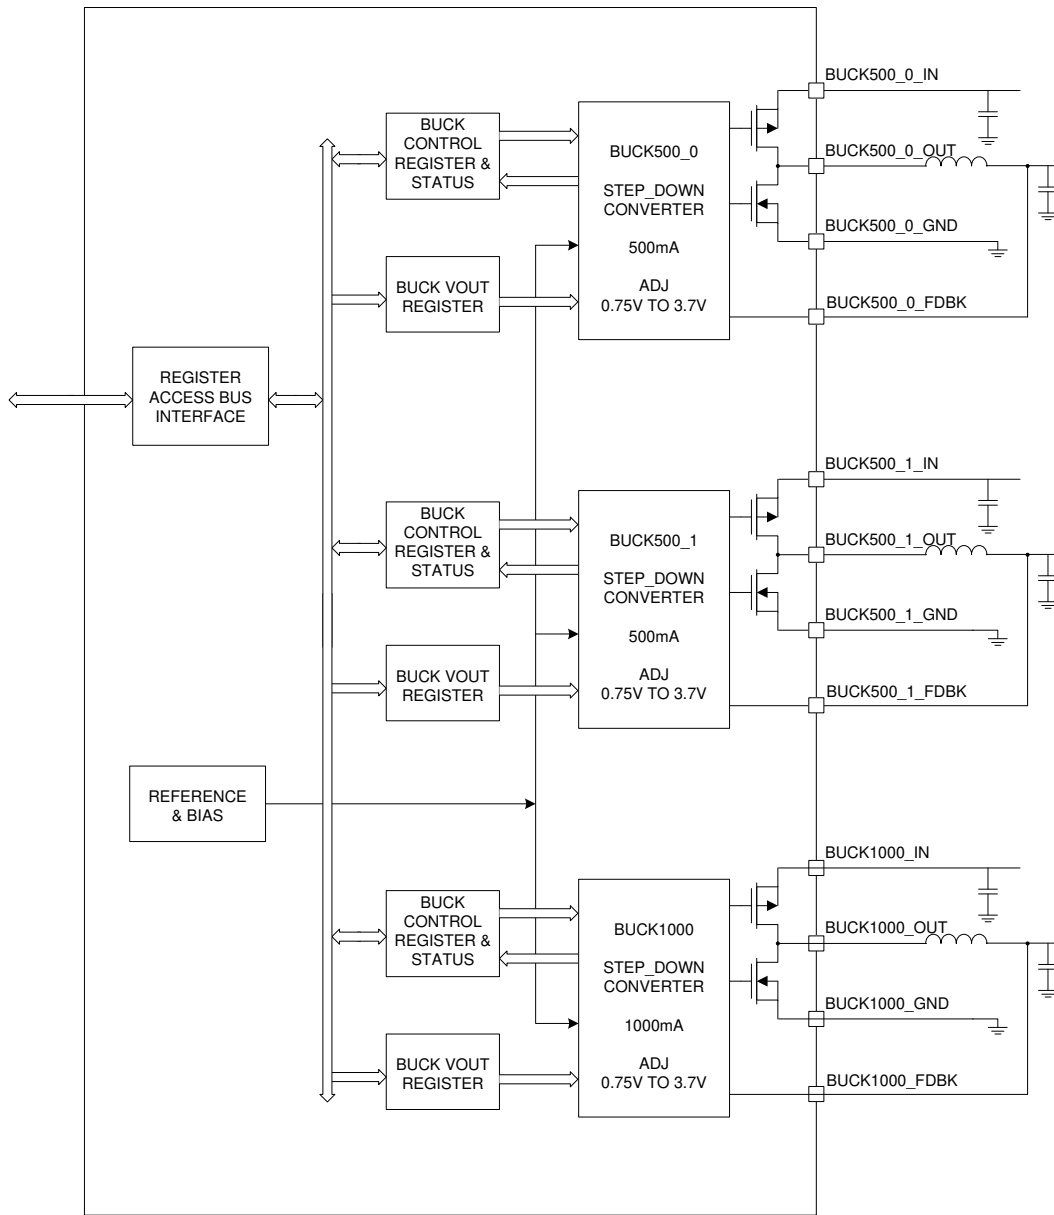 BUCK500_0_IN
BUCK
CONTROL
REGISTER &
STATUS
BUCK500_0
STEP_DOWN
CONVERTER
500mA
ADJ
0.75V TO 3.7V
BUCK500_0_OUT
BUCK500_0_GND
BUCK VOUT
REGISTER
BUCK500_0_FDBK
REGISTER
ACCESS BUS
INTERFACE
BUCK500_1_IN
BUCK
CONTROL
REGISTER &
STATUS
BUCK500_1
STEP_DOWN
CONVERTER
500mA
ADJ
0.75V TO 3.7V
BUCK500_1_OUT
BUCK500_1_GND
BUCK VOUT
REGISTER
BUCK500_1_FDBK
REFERENCE
& BIAS
BUCK1000_IN
BUCK
CONTROL
REGISTER &
STATUS
BUCK1000
STEP_DOWN
CONVERTER
1000mA
ADJ
0.75V TO 3.7V
BUCK1000_OUT
BUCK1000_GND
BUCK VOUT
REGISTER
BUCK1000_FDBK